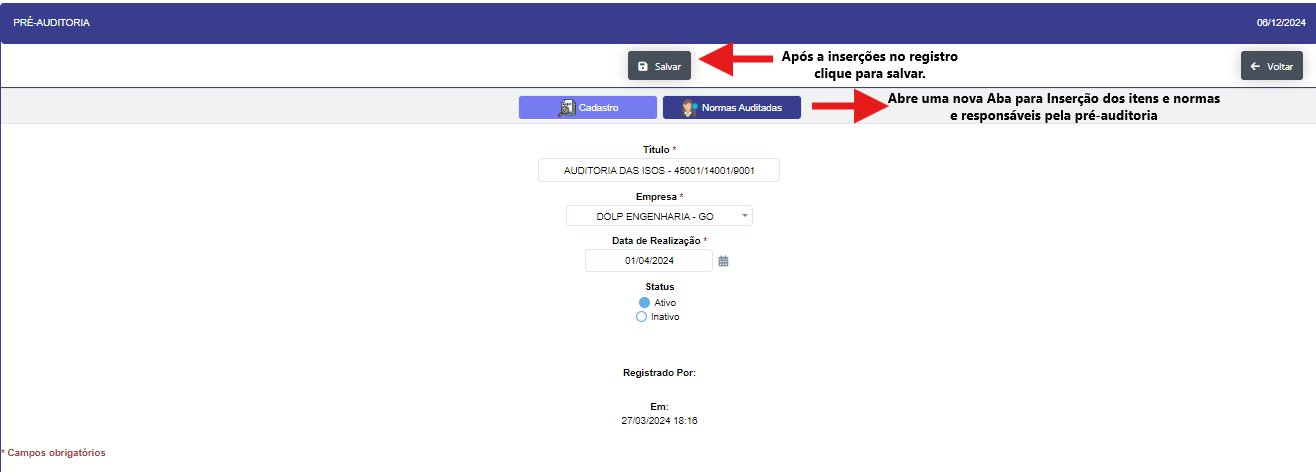 PRÉ-AUDITORIA 06/12/2024
Salvar
Após a inserções no registro
clique para salvar.
Voltar
Cadastro
Normas Auditadas
Abre uma nova Aba para Inserção dos itens e normas
e responsáveis pela pré-auditoria
Título *
AUDITORIA DAS ISOS - 45001/14001/9001
Empresa *
DOLP ENGENHARIA - GO
Data de Realização *
01/04/2024
Status
Ativo
Inativo
Registrado Por:
Em:
27/03/2024 18:16
* Campos obrigatórios